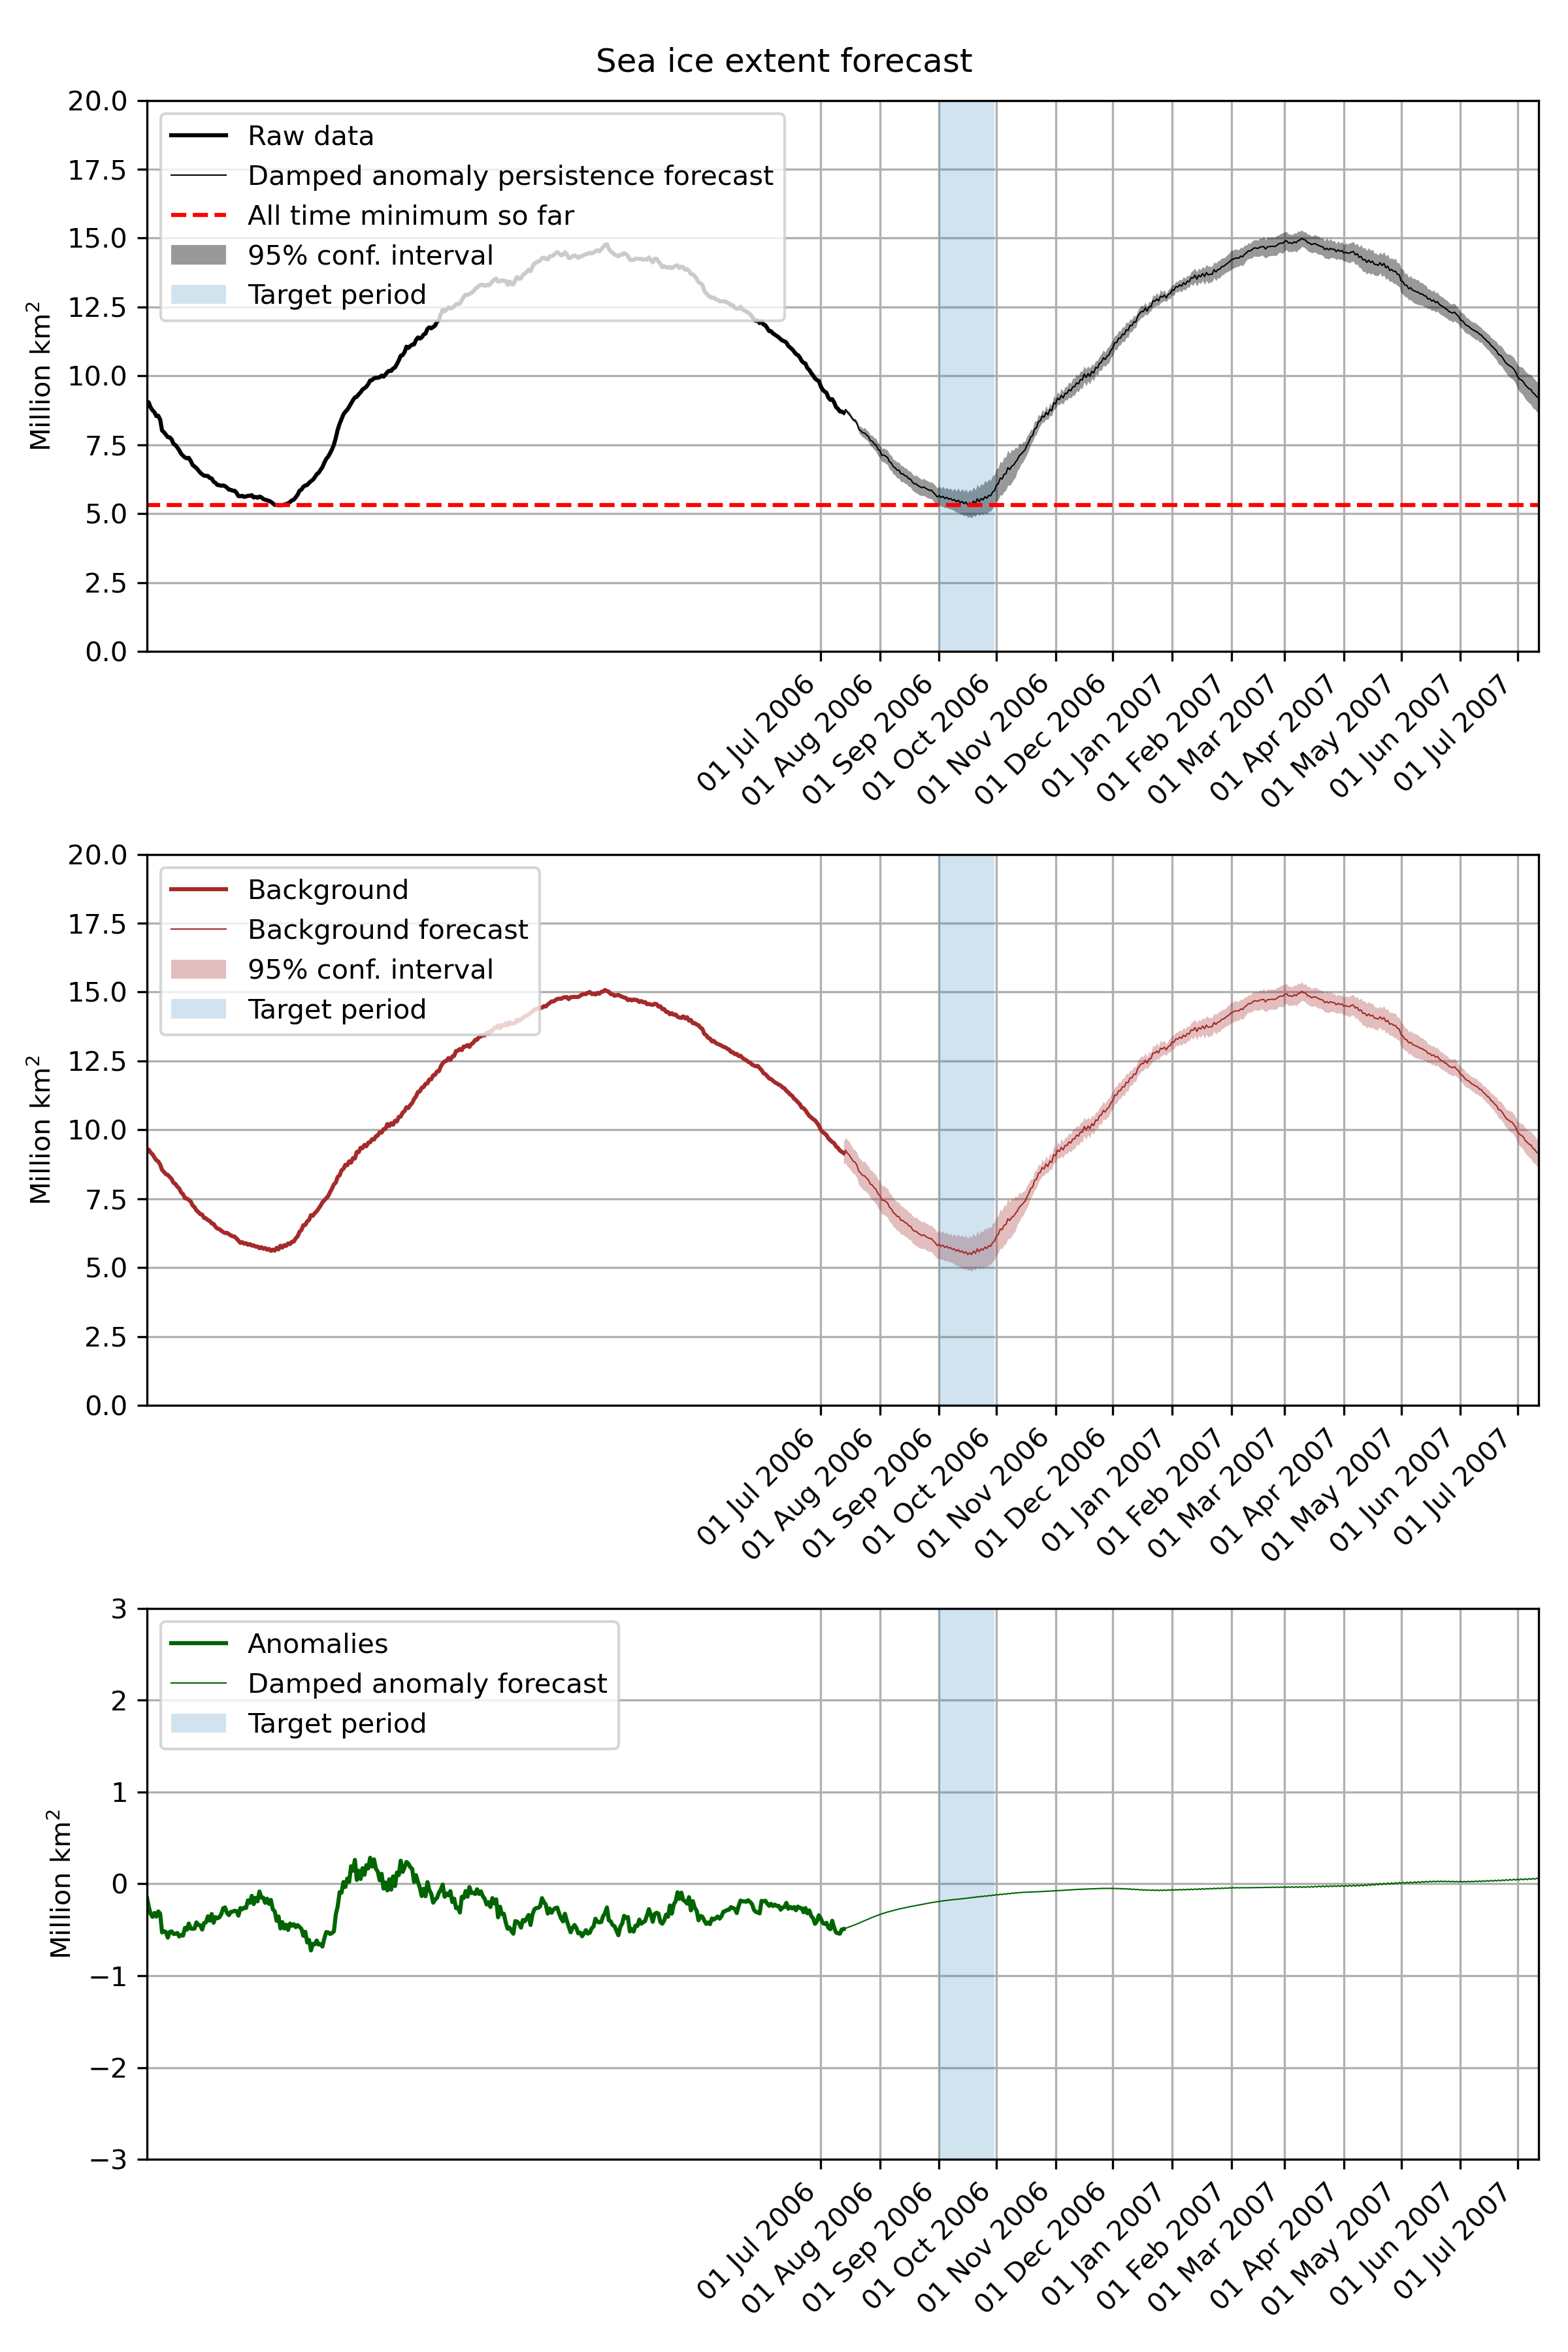 Sea ice extent forecast
20.0
17.5
15.0
12.5
10.0
7.5
5.0
2.5
0.0
Million km²
Raw data
Damped anomaly persistence forecast
All time minimum so far
95% conf. interval
Target period
01 Jul 2006
01 Aug 2006
01 Sep 2006
01 Oct 2006
01 Nov 2006
01 Dec 2006
01 Jan 2007
01 Feb 2007
01 Mar 2007
01 Apr 2007
01 May 2007
01 Jun 2007
01 Jul 2007
20.0
17.5
15.0
12.5
10.0
7.5
5.0
2.5
0.0
Million km²
Background
Background forecast
95% conf. interval
Target period
01 Jul 2006
01 Aug 2006
01 Sep 2006
01 Oct 2006
01 Nov 2006
01 Dec 2006
01 Jan 2007
01 Feb 2007
01 Mar 2007
01 Apr 2007
01 May 2007
01 Jun 2007
01 Jul 2007
3
2
1
0
−1
−2
−3
Million km²
Anomalies
Damped anomaly forecast
Target period
01 Jul 2006
01 Aug 2006
01 Sep 2006
01 Oct 2006
01 Nov 2006
01 Dec 2006
01 Jan 2007
01 Feb 2007
01 Mar 2007
01 Apr 2007
01 May 2007
01 Jun 2007
01 Jul 2007